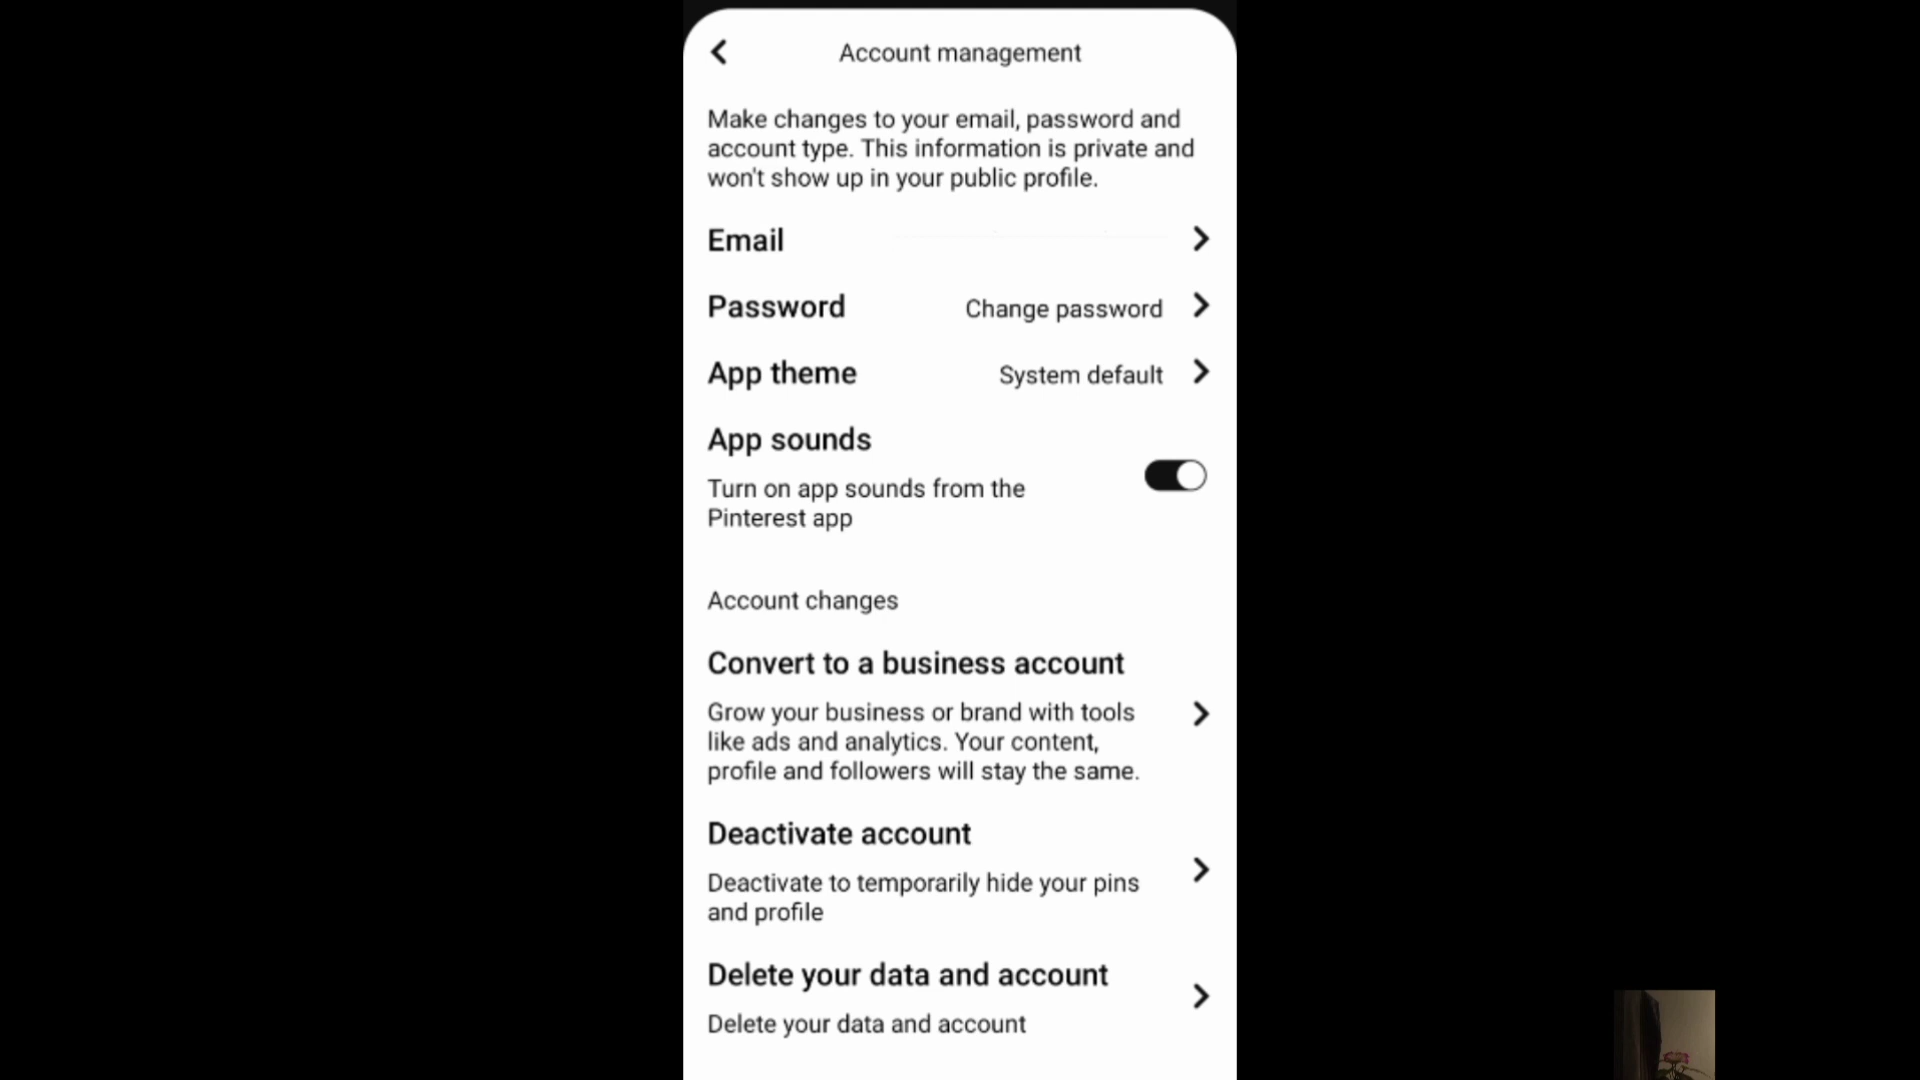 Account management
Make changes to your email, password and
account type. This information is private and
won't show up in your public profile.
Email
Password Change password
App theme System default
App sounds
Turn on app sounds from the
Pinterest app
Account changes
Convert to a business account
Grow your business or brand with tools
like ads and analytics. Your content,
profile and followers will stay the same.
Deactivate account
Deactivate to temporarily hide your pins
and profile
Delete your data and account
Delete your data and account